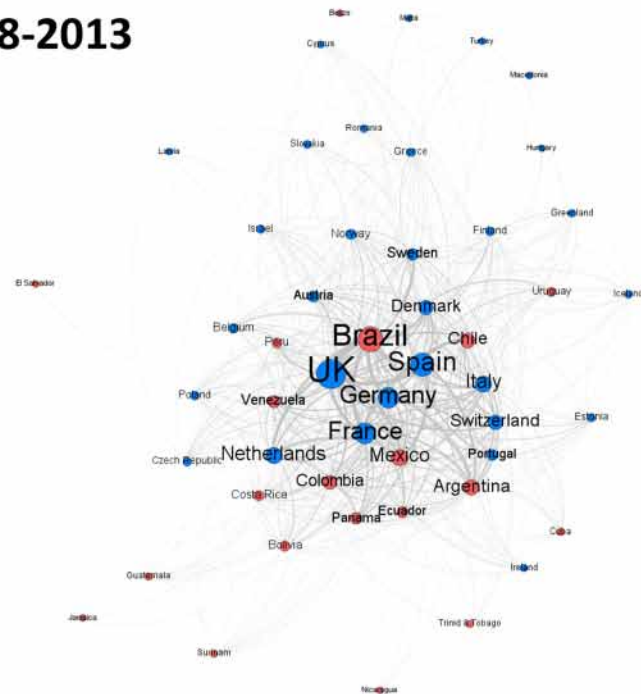 8-2013
Belize
Malta
Cyprus
Turkey
Macedonia
Romania
Slovakia
Greece
Hungary
Latvia
Greenland
Israel
Norway
Finland
Sweden
El Salvador
Uruguay
Iceland
Austria
Denmark
Belgium
Brazil
Chile
Peru
UK
Spain
Italy
Germany
Poland
Venezuela
Switzerland
Estonia
France
Netherlands
Mexico
Portugal
Czech Republic
Colombia
Argentina
Costa Rica
Panama
Ecuador
Cuba
Bolivia
Ireland
Guatemala
Jamaica
Trinid & Tobago
Surinam
Nicaragua